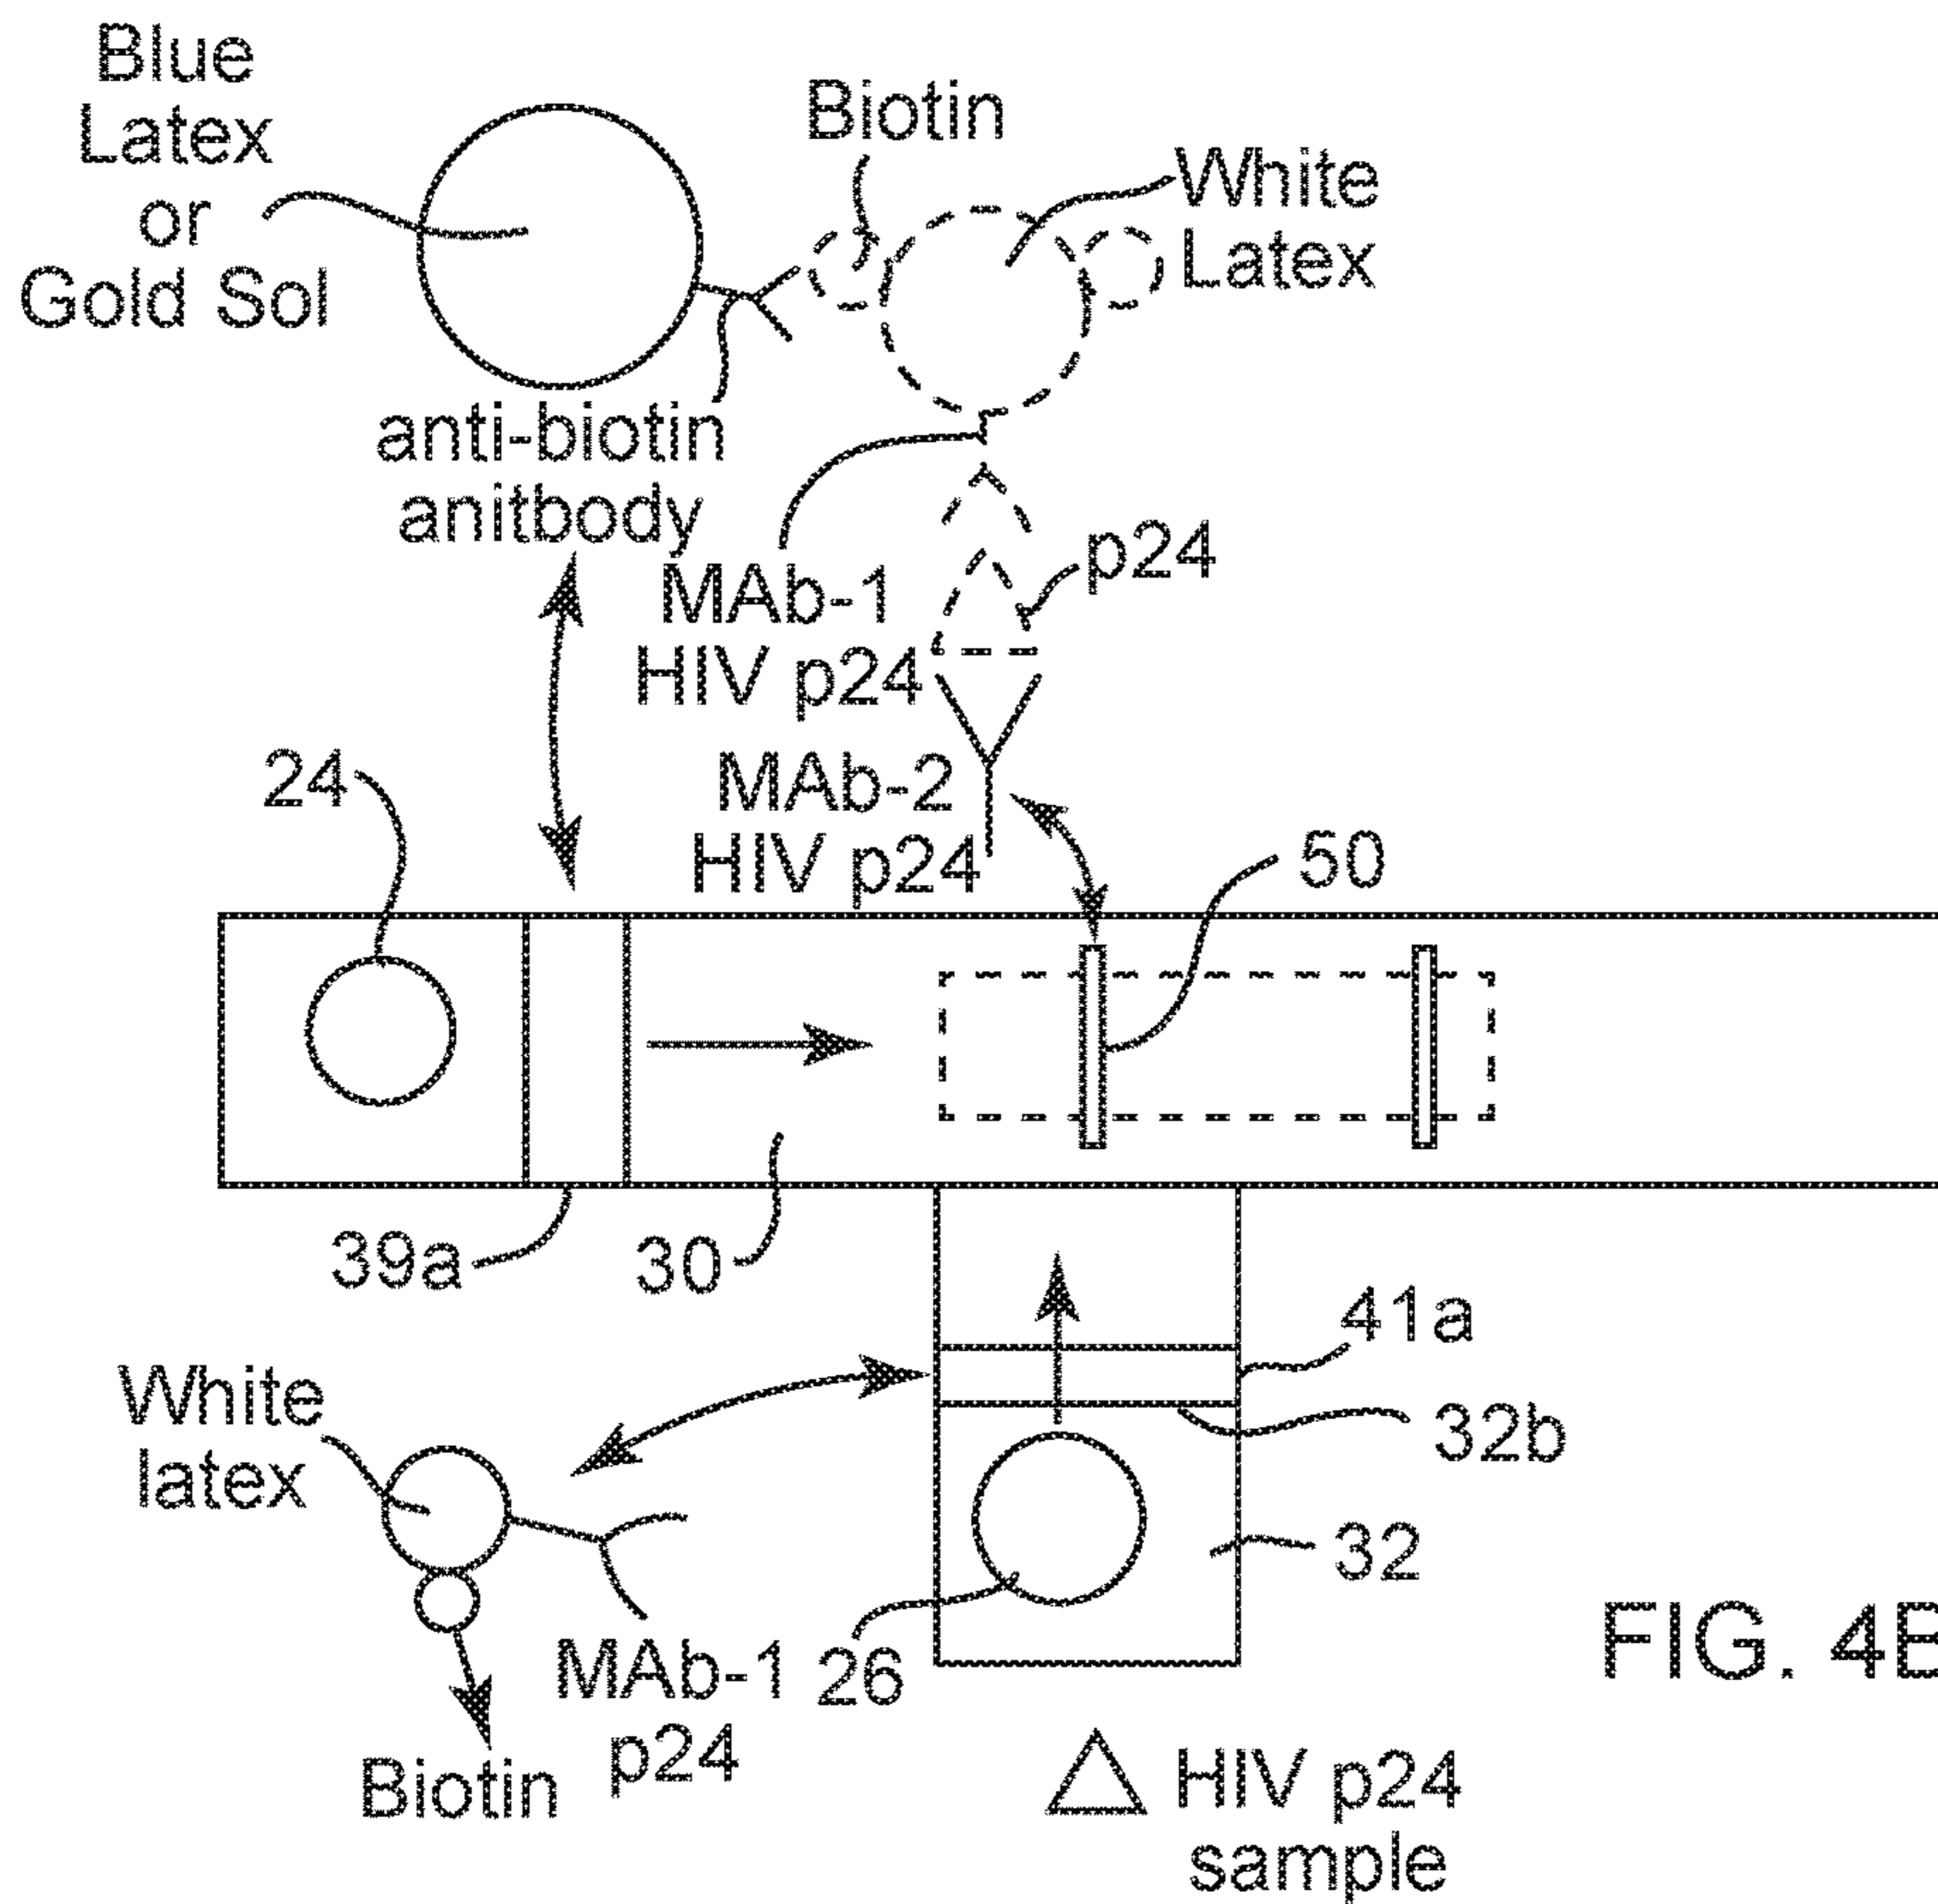 Blue
Latex
or
Gold Sol
Biotin
White
Latex
anti-biotin
anitbody
MAb-1
HIV p24
p24
MAb-2
HIV p24
24
50
39a
30
41a
32b
32
26
White
latex
MAb-1
p24
Biotin
HIV p24
sample
FIG. 4B